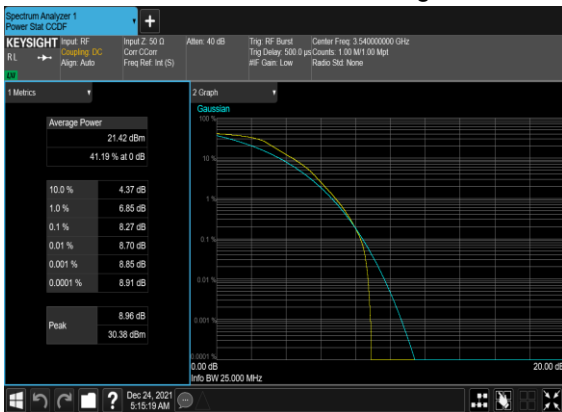 Spectrum Analyzer 1
Power Stat CCDF
KEYSIGHT
RL
LV
Input: RF
Coupling: DC
Align: Auto
Input Z: 50 Ω
Corr CCorr
Freq Ref: Int (S)
Atten: 40 dB
Trig: RF Burst
Trig Delay: 500.0 µs
#IF Gain: Low
Center Freq: 3.540000000 GHz
Counts: 1.00 M/1.00 Mpt
Radio Std: None
1 Metrics
Average Power
21.42 dBm
41.19 % at 0 dB
10.0 % 4.37 dB
1.0 % 6.85 dB
0.1 % 8.27 dB
0.01 % 8.70 dB
0.001 % 8.85 dB
0.0001 % 8.91 dB
Peak
8.96 dB
30.38 dBm
2 Graph
Gaussian
100 %
10 %
1 %
0.1 %
0.01 %
0.001 %
0.0001 %
0.00 dB 20.00 dB
Info BW 25.000 MHz
?
Dec 24, 2021
5:15:19 AM